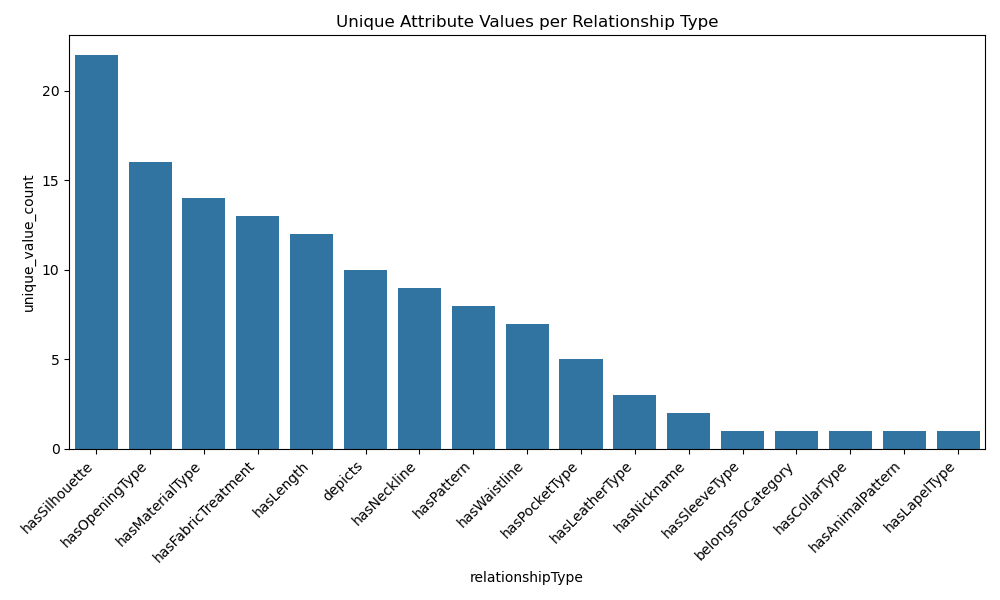 Unique Attribute Values per Relationship Type
unique_value_count
20
15
10
5
0
hasSilhouette
hasOpeningType
hasMaterialType
hasFabricTreatment
hasLength
depicts
hasNeckline
hasPattern
hasWaistline
hasPocketType
hasLeatherType
hasNickname
hasSleeveType
belongsToCategory
hasCollarType
hasAnimalPattern
hasLapelType
relationshipType